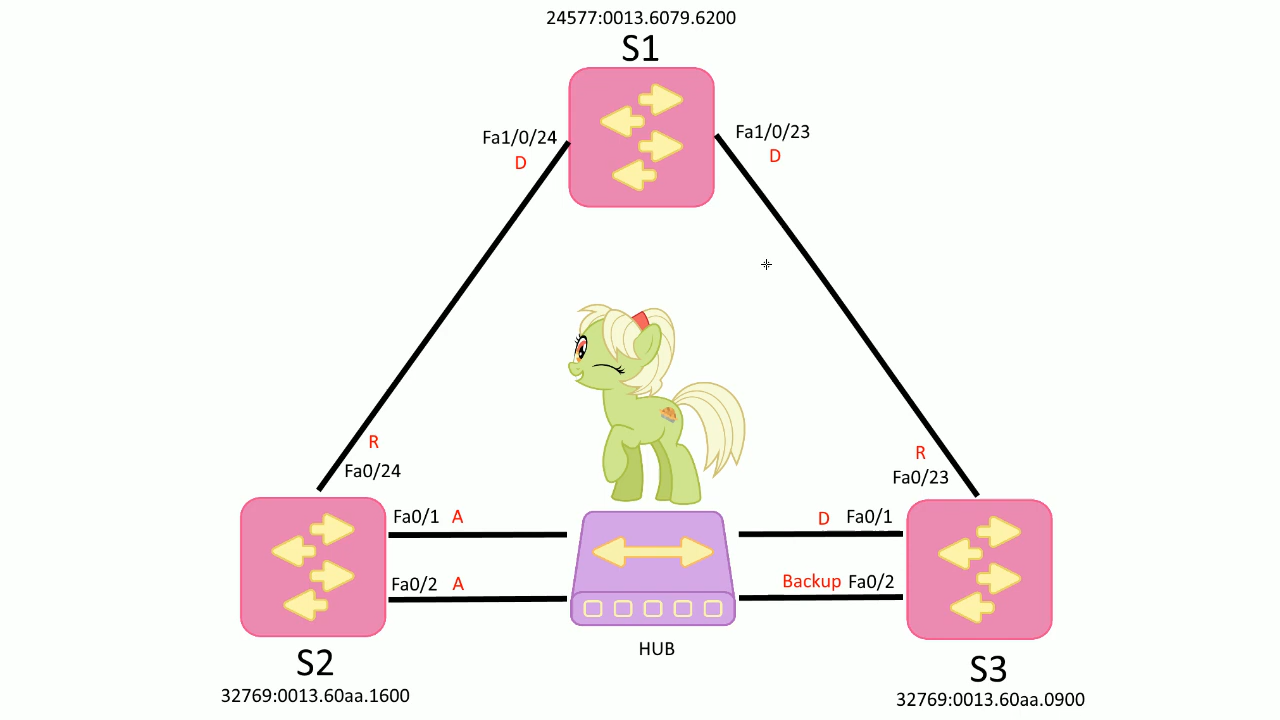 24577:0013.6079.6200
S1
Fa1/0/24
D
Fa1/0/23
D
R
Fa0/24
R
Fa0/23
Fa0/1 A
D Fa0/1
Fa0/2 A
Backup Fa0/2
HUB
S2
32769:0013.60aa.1600
S3
32769:0013.60aa.0900